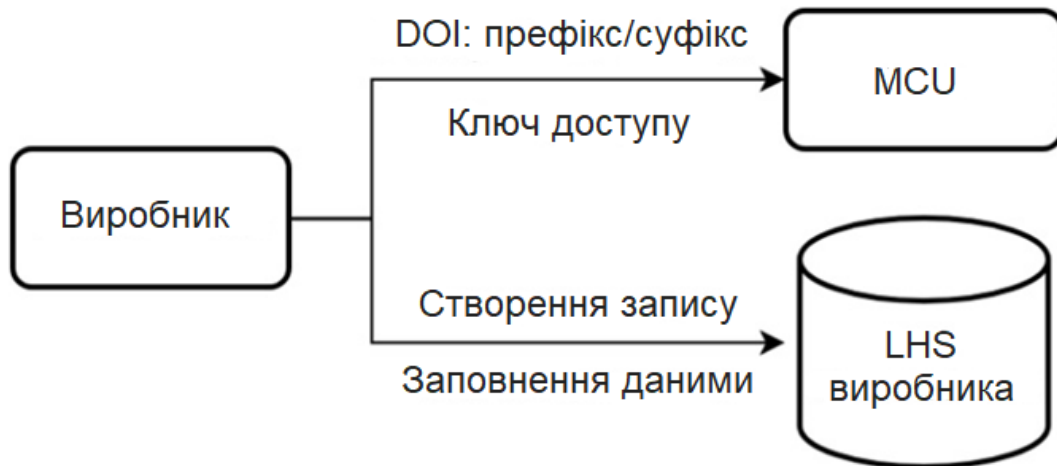 DOI: префікс/суфікс
MCU
Ключ доступу
Виробник
Створення запису
LHS
виробника
Заповнення даними